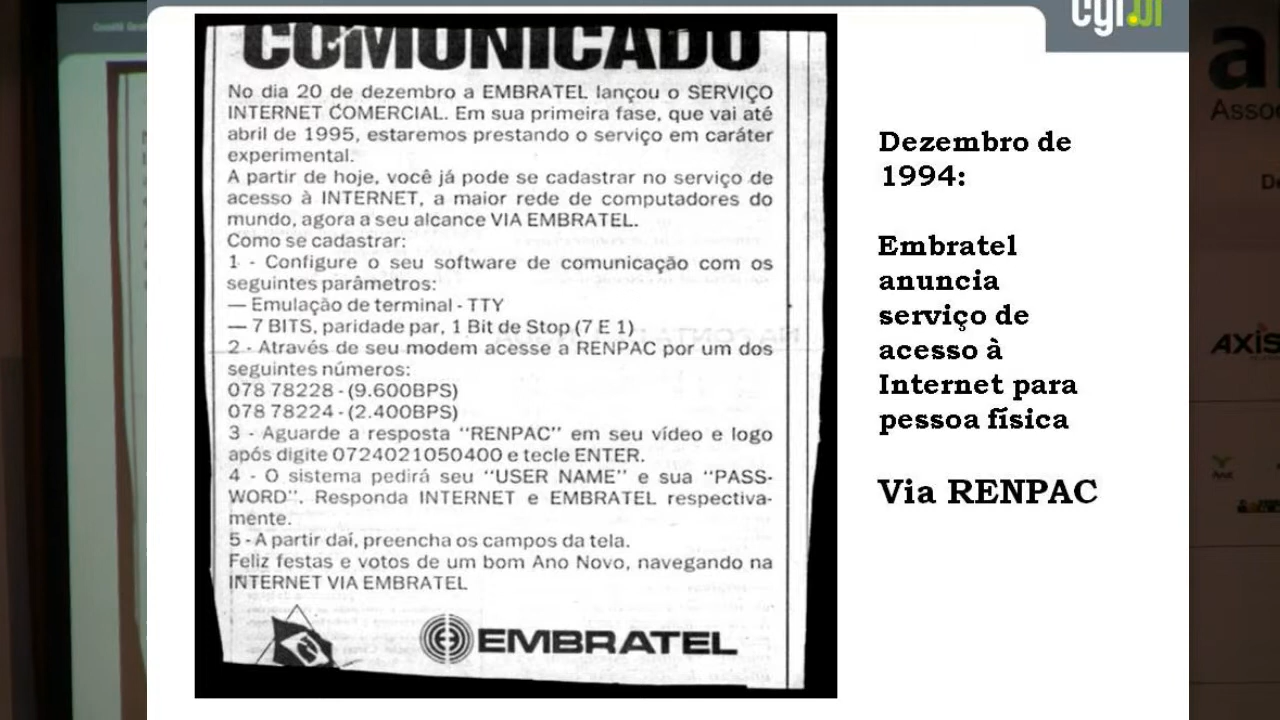 cgi.br
COMUNICADO
No dia 20 de dezembro a EMBRATEL lançou o SERVIÇO
INTERNET COMERCIAL. Em sua primeira fase, que vai até
abril de 1995, estaremos prestando o serviço em caráter
experimental.
A partir de hoje, você já pode se cadastrar no serviço de
acesso à INTERNET, a maior rede de computadores do
mundo, agora a seu alcance VIA EMBRATEL.
Como se cadastrar:
1 - Configure o seu software de comunicação com os
seguintes parâmetros:
— Emulação de terminal - TTY
— 7 BITS, paridade par, 1 Bit de Stop (7 E 1)
2 - Através de seu modem acesse a RENPAC por um dos
seguintes números:
078 78228 - (9.600BPS)
078 78224 - (2.400BPS)
3 - Aguarde a resposta “RENPAC” em seu vídeo e logo
após digite 0724021050400 e tecle ENTER.
4 - O sistema pedirá seu “USER NAME” e sua “PASS-
WORD”. Responda INTERNET e EMBRATEL respectiva-
mente.
5 - A partir daí, preencha os campos da tela.
Feliz festas e votos de um bom Ano Novo, navegando na
INTERNET VIA EMBRATEL
EMBRATEL
Dezembro de
1994:
Embratel
anuncia
serviço de
acesso à
Internet para
pessoa física
Via RENPAC
AXIS